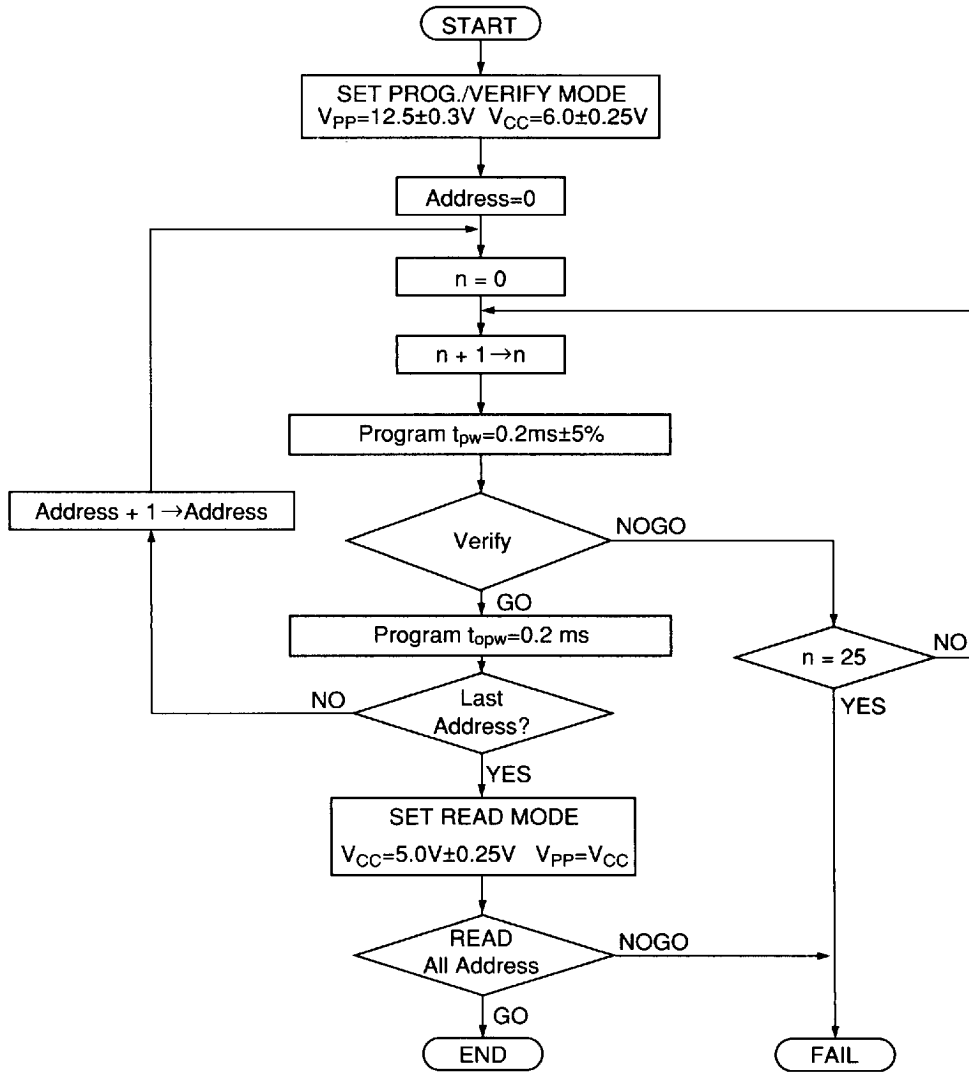 START
SET PROG./VERIFY MODE
VPP=12.5±0.3V VCC=6.0±0.25V
Address=0
n = 0
n + 1→n
Program tpw=0.2ms±5%
Address + 1→Address
Verify
NOGO
GO
Program topw=0.2 ms
n = 25
NO
NO
Last
Address?
YES
YES
SET READ MODE
VCC=5.0V±0.25V VPP=VCC
READ
All Address
NOGO
GO
END
FAIL